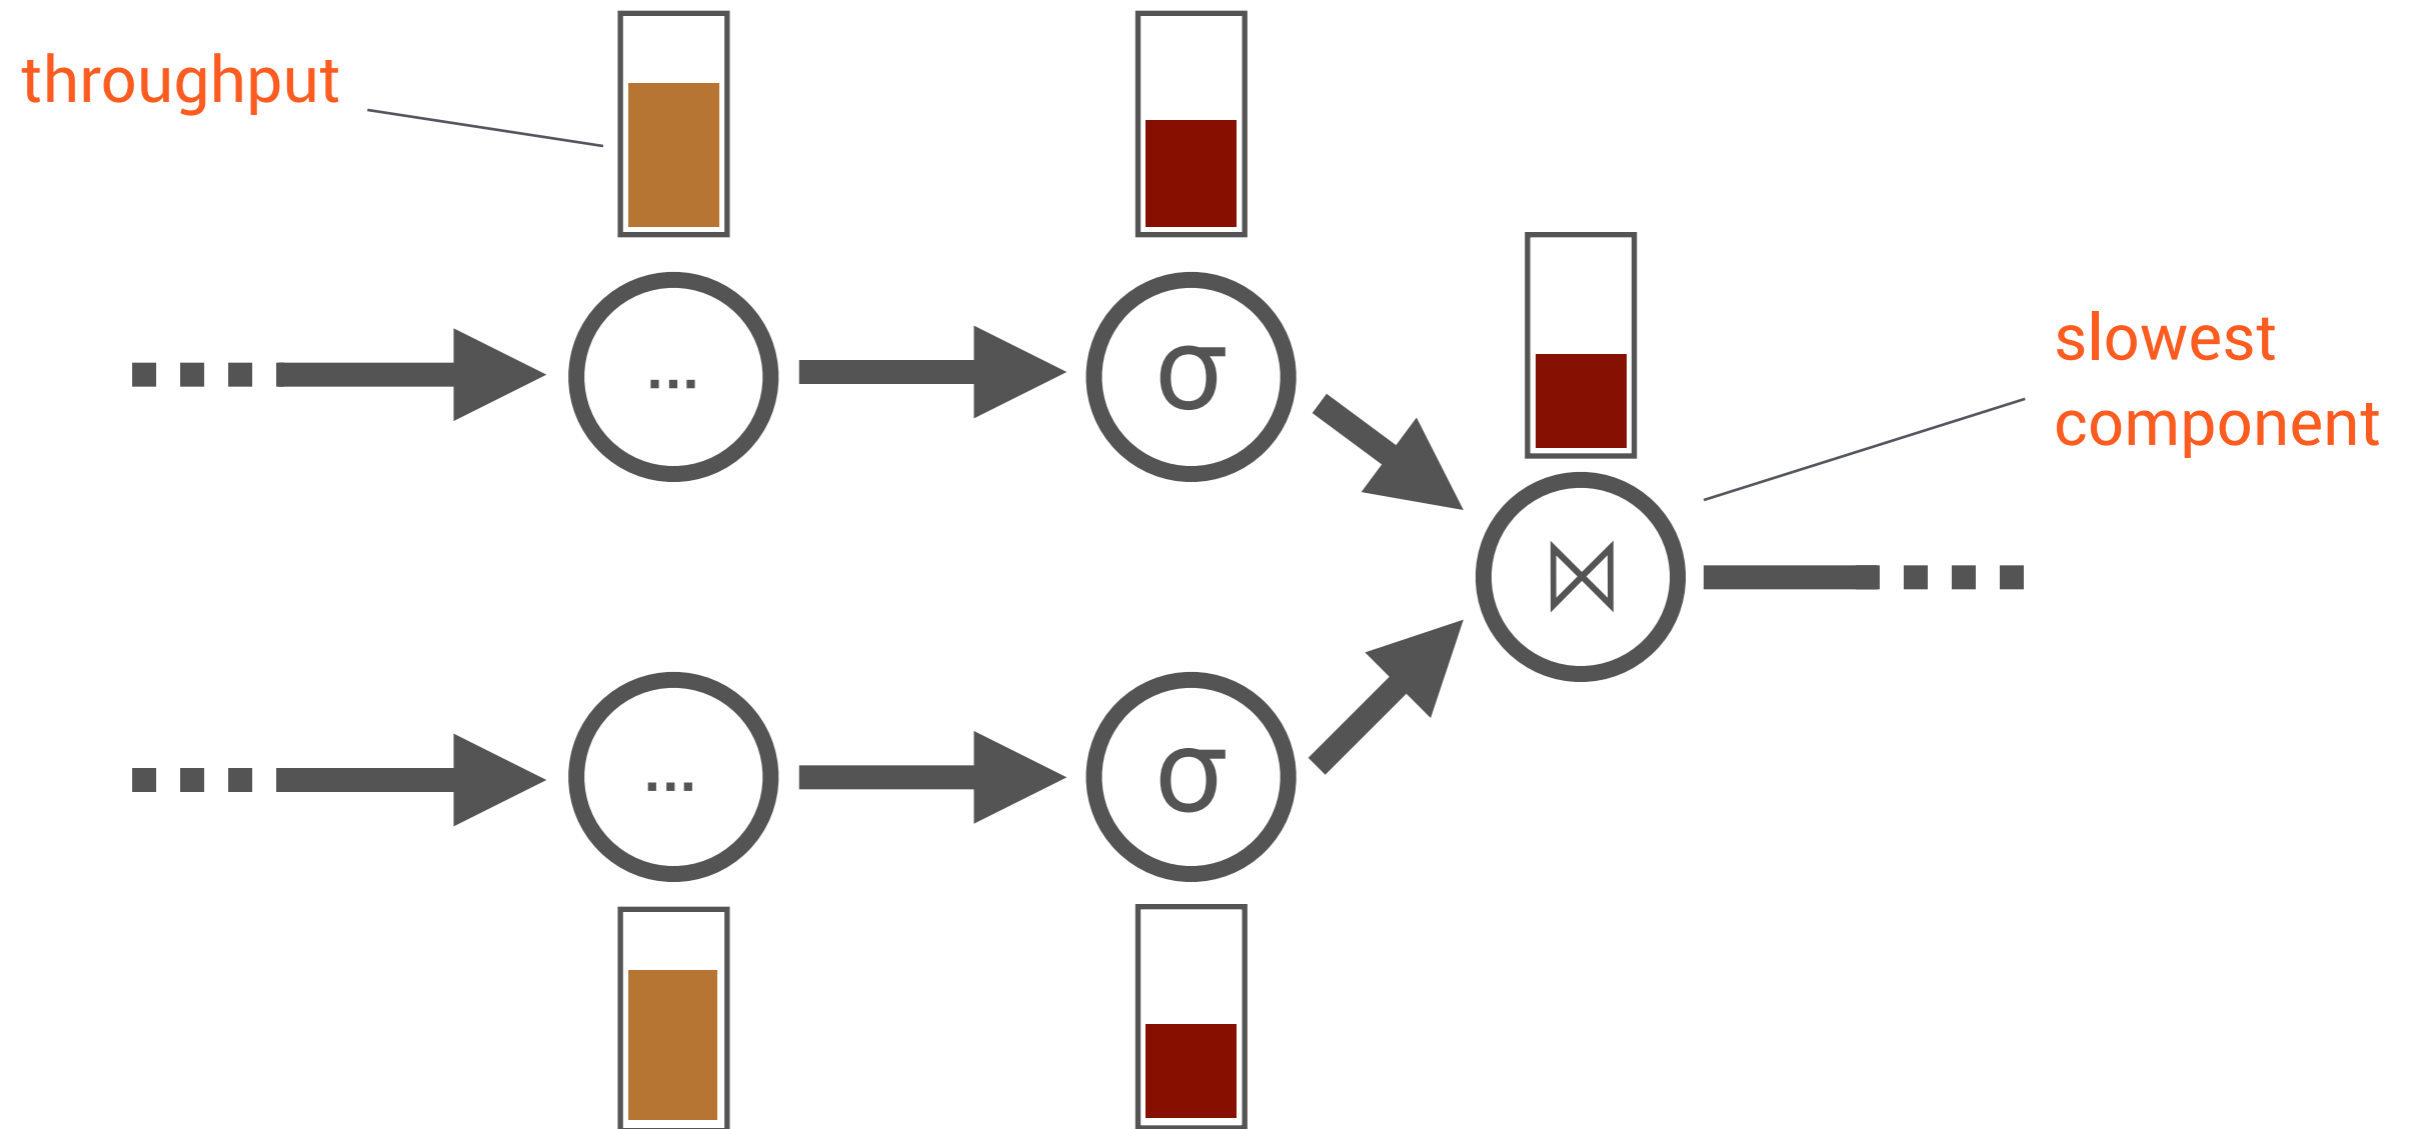 throughput
... σ
slowest
component
⋈
... σ